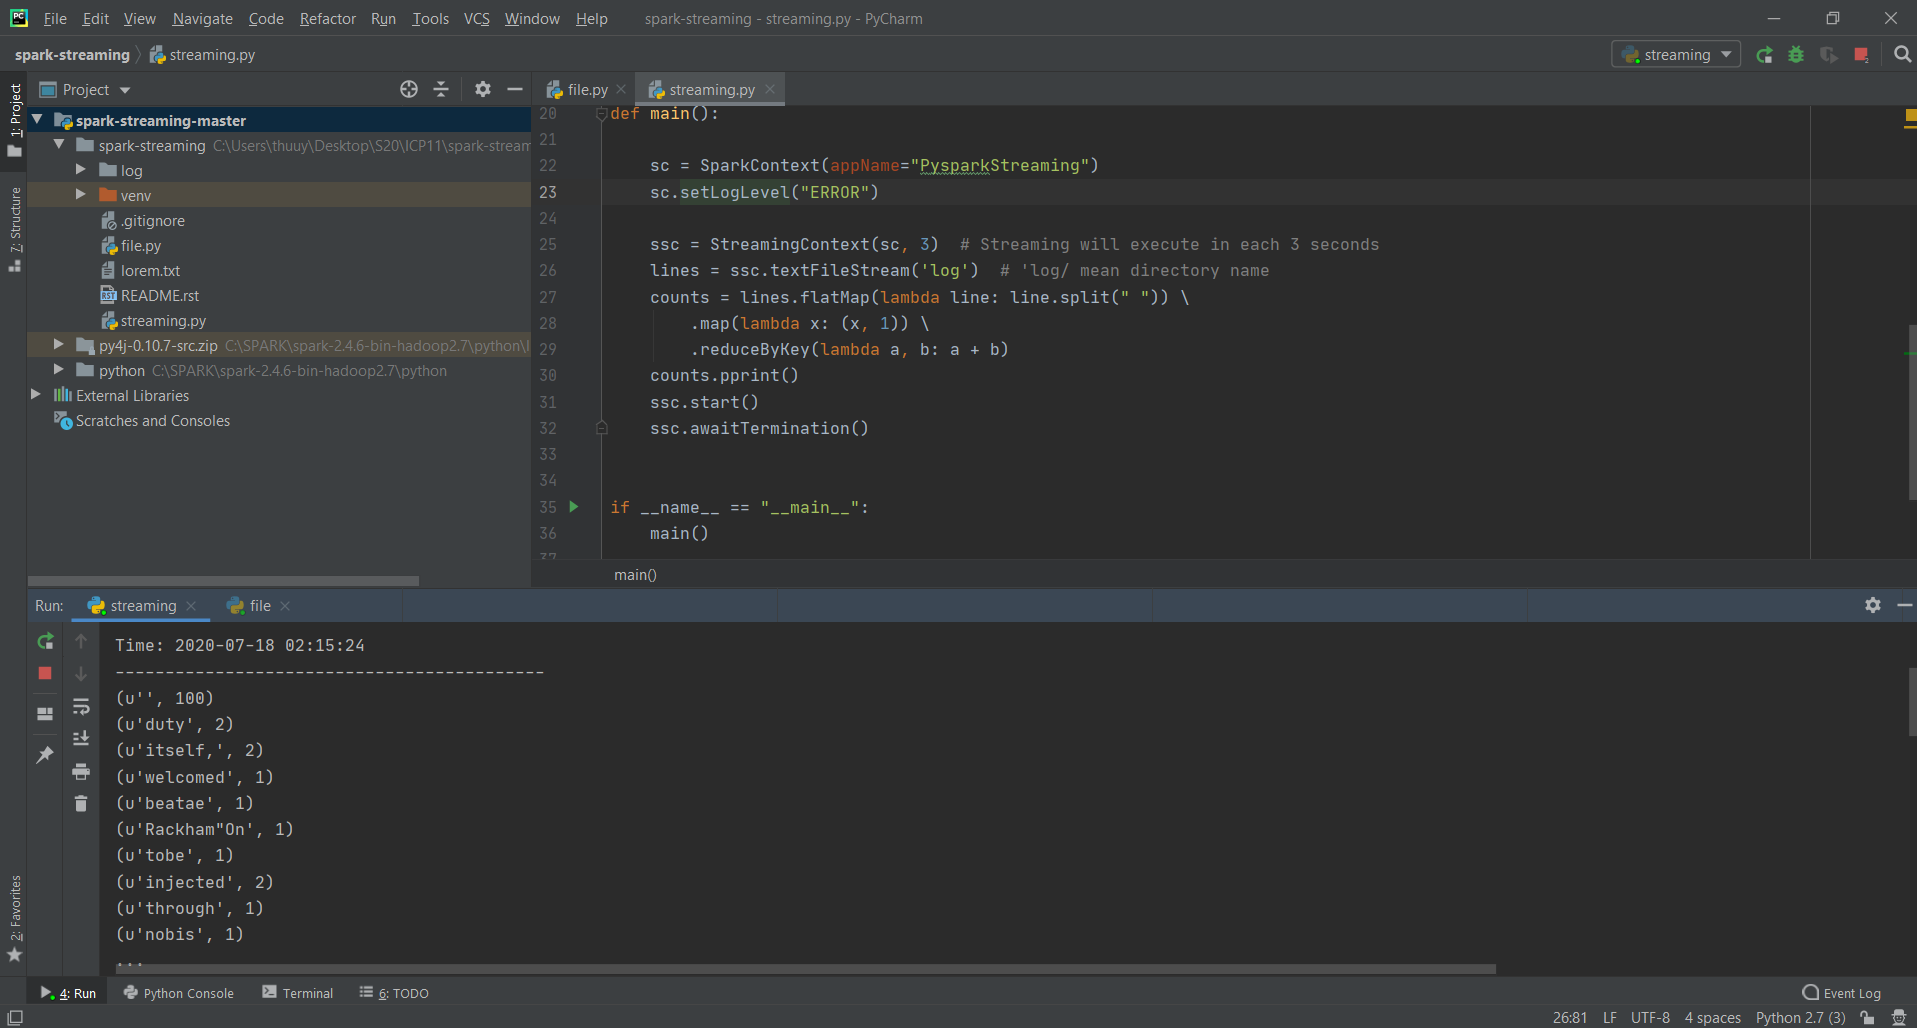 File Edit View Navigate Code Refactor Run Tools VCS Window Help spark-streaming - streaming.py - PyCharm
spark-streaming streaming.py streaming
1: Project
7: Structure
2: Favorites
Project
spark-streaming-master
spark-streaming C:\Users\thuuy\Desktop\S20\ICP11\spark-stream
log
venv
.gitignore
file.py
lorem.txt
README.rst
streaming.py
py4j-0.10.7-src.zip C:\SPARK\spark-2.4.6-bin-hadoop2.7\python\l
python C:\SPARK\spark-2.4.6-bin-hadoop2.7\python
External Libraries
Scratches and Consoles
file.py streaming.py
20 def main():
21
22 sc = SparkContext(appName="PysparkStreaming")
23 sc.setLogLevel("ERROR")
24
25 ssc = StreamingContext(sc, 3)  # Streaming will execute in each 3 seconds
26 lines = ssc.textFileStream('log')  # 'log/ mean directory name
27 counts = lines.flatMap(lambda line: line.split(" ")) \
28 .map(lambda x: (x, 1)) \
29 .reduceByKey(lambda a, b: a + b)
30 counts.pprint()
31 ssc.start()
32 ssc.awaitTermination()
33
34
35 if __name__ == "__main__":
36 main()
37
main()
Run: streaming file
Time: 2020-07-18 02:15:24
-------------------------------------------
(u'', 100)
(u'duty', 2)
(u'itself,', 2)
(u'welcomed', 1)
(u'beatae', 1)
(u'Rackham"On', 1)
(u'tobe', 1)
(u'injected', 2)
(u'through', 1)
(u'nobis', 1)
...
4: Run Python Console Terminal 6: TODO Event Log
26:81 LF UTF-8 4 spaces Python 2.7 (3)